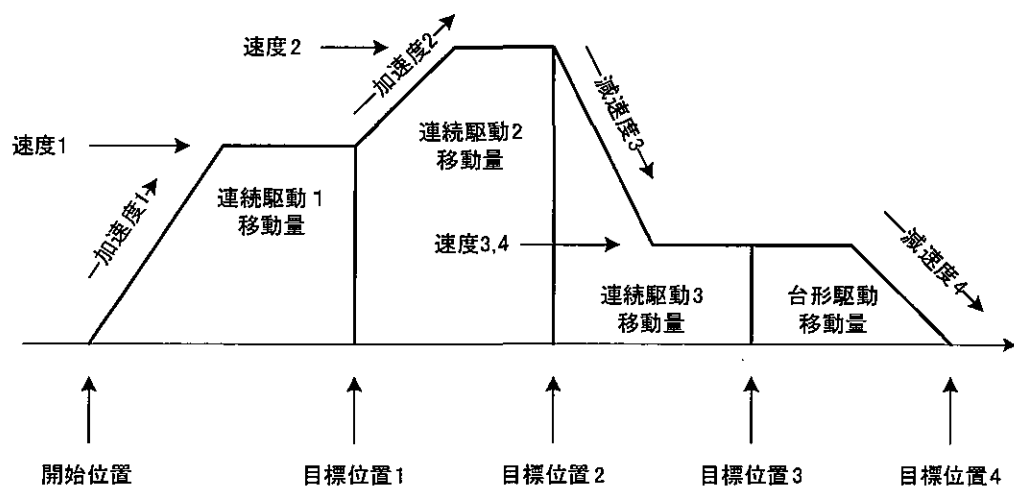 速度2
加速度2
減速度3
速度1
加速度1
連続駆動1
移動量
連続駆動2
移動量
速度3,4
減速度4
連続駆動3
移動量
台形駆動
移動量
開始位置
目標位置1
目標位置2
目標位置3
目標位置4